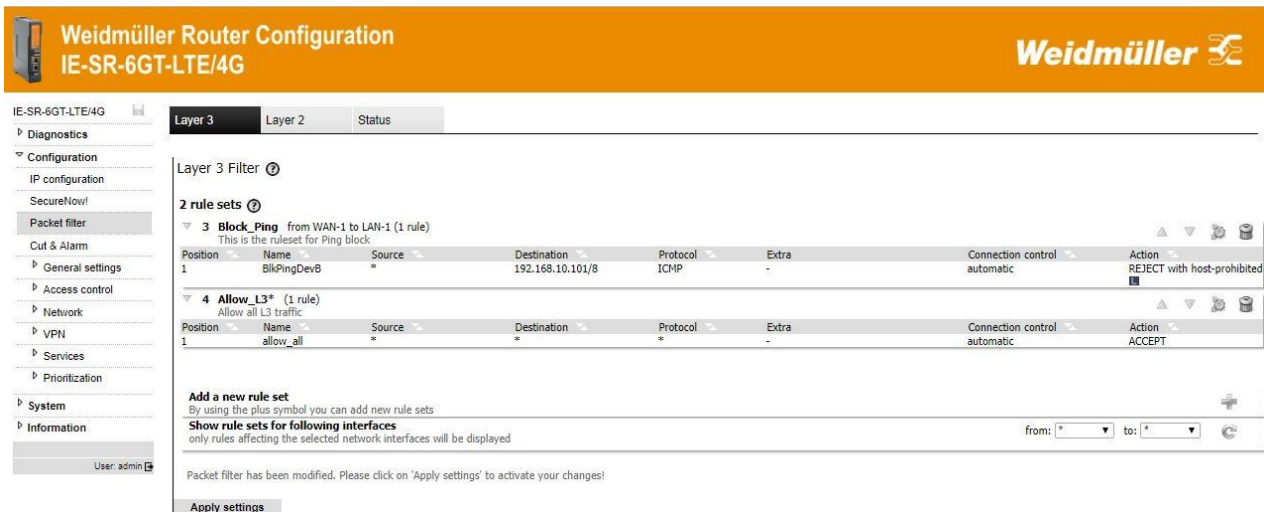 Weidmüller Router Configuration
IE-SR-6GT-LTE/4G
Weidmüller
IE-SR-6GT-LTE/4G
Diagnostics
Configuration
IP configuration
SecureNow!
Packet filter
Cut & Alarm
General settings
Access control
Network
VPN
Services
Prioritization
System
Information
User: admin
Layer 3 Layer 2 Status
Layer 3 Filter ?
2 rule sets ?
3 Block_Ping from WAN-1 to LAN-1 (1 rule)
This is the ruleset for Ping block
Position Name Source Destination Protocol Extra Connection control Action
1 BlkPingDevB * 192.168.10.101/8 ICMP - automatic REJECT with host-prohibited
L
4 Allow_L3* (1 rule)
Allow all L3 traffic
Position Name Source Destination Protocol Extra Connection control Action
1 allow_all * * * - automatic ACCEPT
Add a new rule set
By using the plus symbol you can add new rule sets
Show rule sets for following interfaces
only rules affecting the selected network interfaces will be displayed
from: * to: *
Packet filter has been modified. Please click on 'Apply settings' to activate your changes!
Apply settings